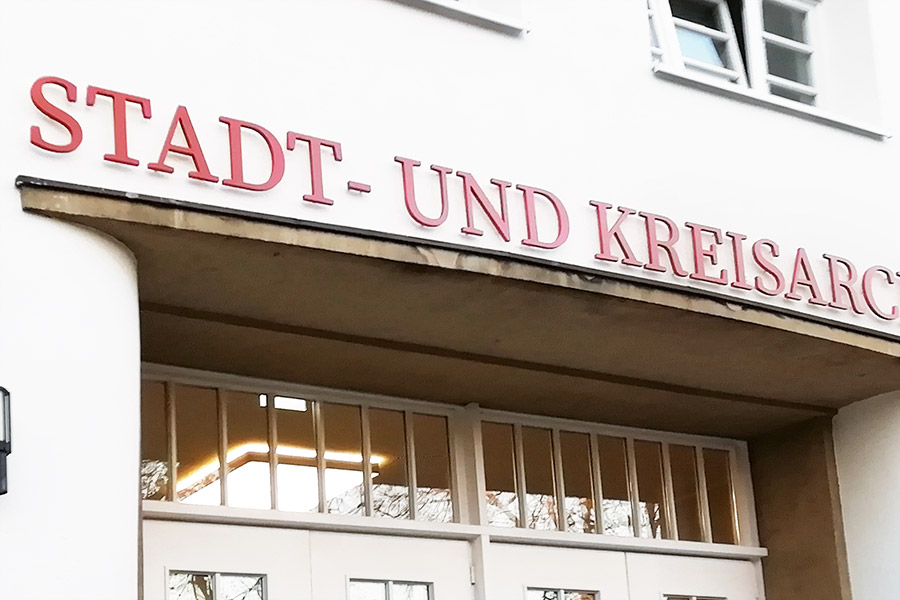 STADT- UND KREISARC